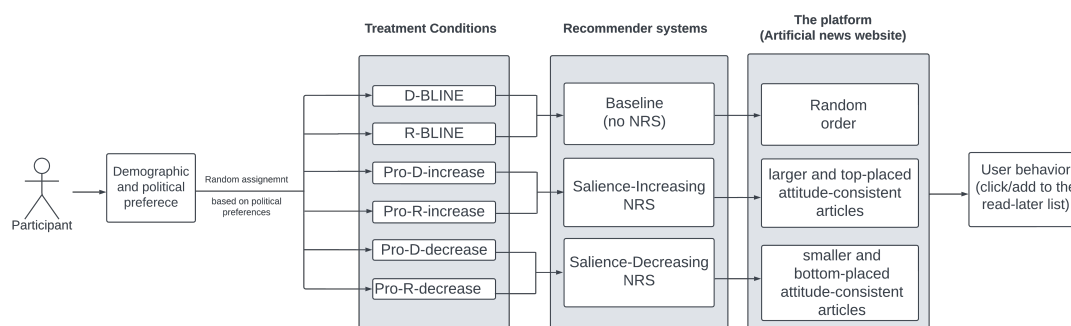 Treatment Conditions
Recommender systems
The platform
(Artificial news website)
D-BLINE
R-BLINE
Pro-D-increase
Pro-R-increase
Pro-D-decrease
Pro-R-decrease
Baseline
(no NRS)
Salience-Increasing
NRS
Salience-Decreasing
NRS
Random
order
larger and top-placed
attitude-consistent
articles
smaller and
bottom-placed
attitude-consistent
articles
Participant
Demographic
and political
preferece
Random assignemnt
based on political
preferences
User behavior
(click/add to the
read-later list)